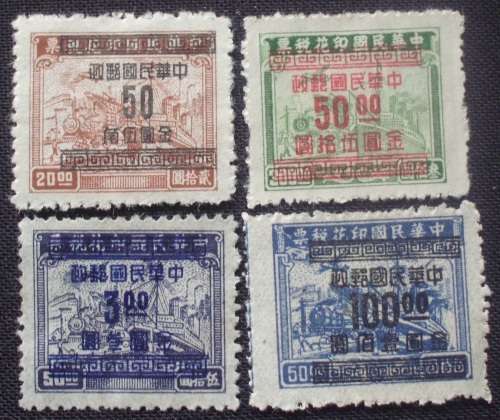 中華民國郵政
50
金圓伍角
20.00 貳拾圓
中華民國印花稅票
中華民國郵政
50.00
金圓伍拾圓
中華民國郵政
3.00
金圓叁圓
50.00 伍拾圓
中華民國印花稅票
中華民國郵政
100.00
金圓壹佰圓